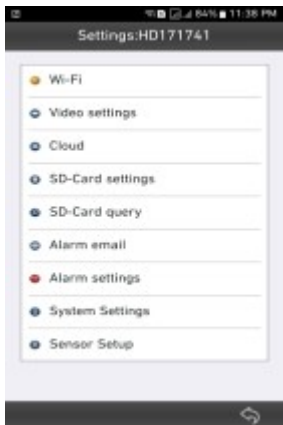 84% 11:38 PM
Settings:HD171741
Wi-Fi
Video settings
Cloud
SD-Card settings
SD-Card query
Alarm email
Alarm settings
System Settings
Sensor Setup